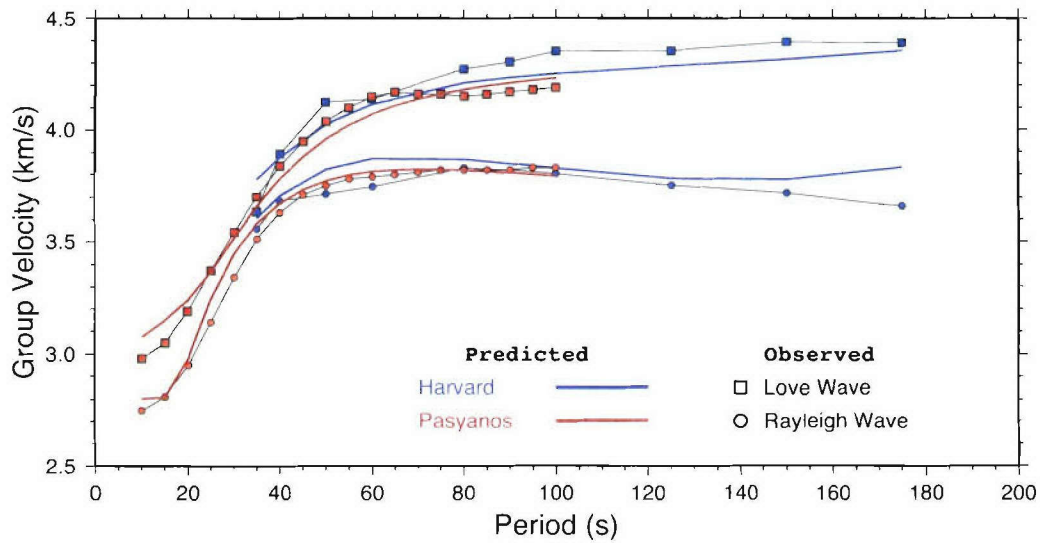 4.5
4.0
3.5
3.0
2.5
Group Velocity (km/s)
Predicted Observed
Harvard Love Wave
Pasyanos Rayleigh Wave
0 20 40 60 80 100 120 140 160 180 200
Period (s)